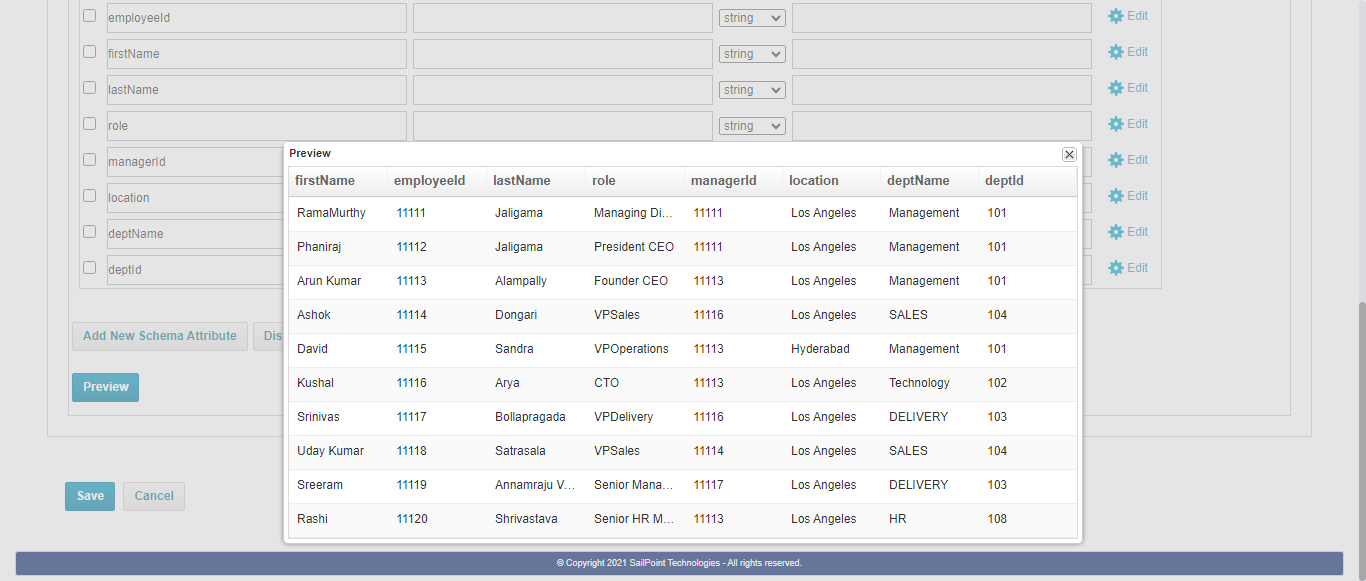 employeeId string Edit
firstName string Edit
lastName string Edit
role string Edit
managerId Edit
location Edit
deptName Edit
deptId Edit
Add New Schema Attribute Dis
Preview
Save Cancel
Preview
firstName employeeId lastName role managerId location deptName deptId
RamaMurthy 11111 Jaligama Managing Di... 11111 Los Angeles Management 101
Phaniraj 11112 Jaligama President CEO 11111 Los Angeles Management 101
Arun Kumar 11113 Alampally Founder CEO 11113 Los Angeles Management 101
Ashok 11114 Dongari VPSales 11116 Los Angeles SALES 104
David 11115 Sandra VPOperations 11113 Hyderabad Management 101
Kushal 11116 Arya CTO 11113 Los Angeles Technology 102
Srinivas 11117 Bollapragada VPDelivery 11116 Los Angeles DELIVERY 103
Uday Kumar 11118 Satrasala VPSales 11114 Los Angeles SALES 104
Sreeram 11119 Annamraju V... Senior Mana... 11117 Los Angeles DELIVERY 103
Rashi 11120 Shrivastava Senior HR M... 11113 Los Angeles HR 108
© Copyright 2021 SailPoint Technologies - All rights reserved.